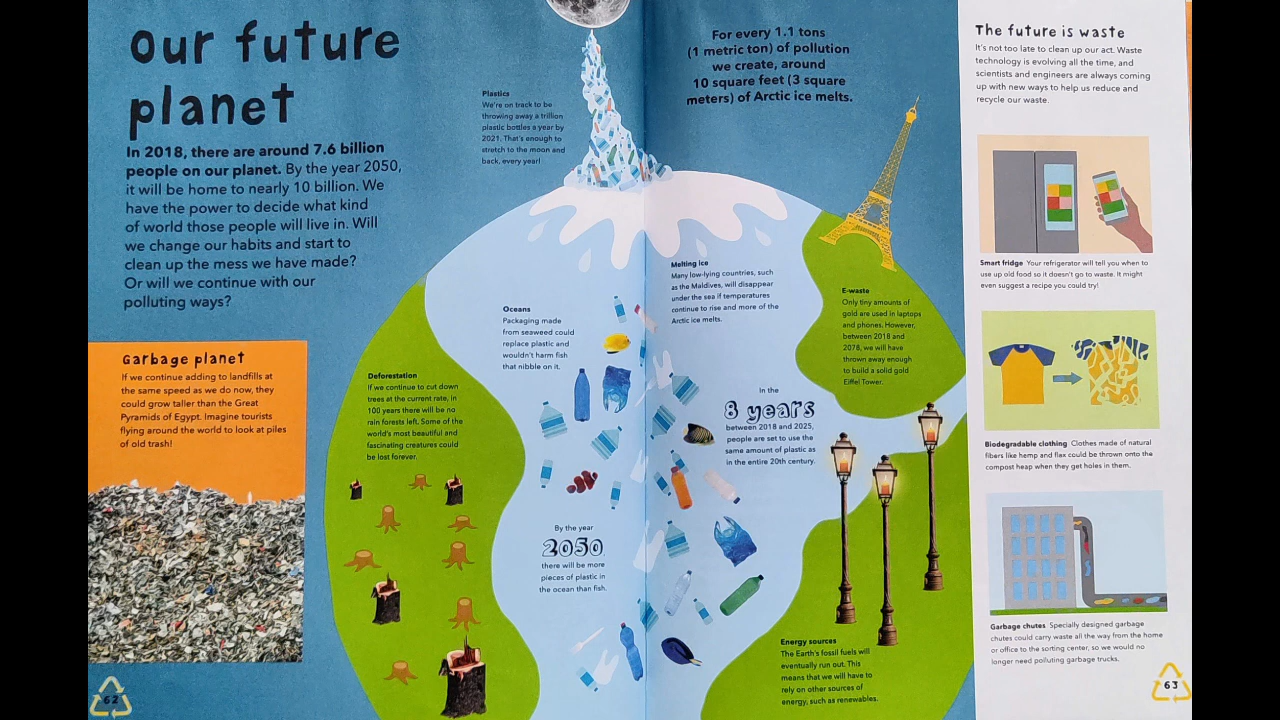 our future
planet
In 2018, there are around 7.6 billion
people on our planet. By the year 2050,
it will be home to nearly 10 billion. We
have the power to decide what kind
of world those people will live in. Will
we change our habits and start to
clean up the mess we have made?
Or will we continue with our
polluting ways?
Garbage planet
If we continue adding to landfills at
the same speed as we do now, they
could grow taller than the Great
Pyramids of Egypt. Imagine tourists
flying around the world to look at piles
of old trash!
62
Plastics
We're on track to be
throwing away a trillion
plastic bottles a year by
2021. That's enough to
stretch to the moon and
back, every year!
For every 1.1 tons
(1 metric ton) of pollution
we create, around
10 square feet (3 square
meters) of Arctic ice melts.
Deforestation
If we continue to cut down
trees at the current rate, in
100 years there will be no
rain forests left. Some of the
world's most beautiful and
fascinating creatures could
be lost forever.
Oceans
Packaging made
from seaweed could
replace plastic and
wouldn't harm fish
that nibble on it.
By the year
2050
there will be more
pieces of plastic in
the ocean than fish.
Melting ice
Many low-lying countries, such
as the Maldives, will disappear
under the sea if temperatures
continue to rise and more of the
Arctic ice melts.
In the
8 years
between 2018 and 2025,
people are set to use the
same amount of plastic as
in the entire 20th century.
E-waste
Only tiny amounts of
gold are used in laptops
and phones. However,
between 2018 and
2078, we will have
thrown away enough
to build a solid gold
Eiffel Tower.
Energy sources
The Earth's fossil fuels will
eventually run out. This
means that we will have to
rely on other sources of
energy, such as renewables.
The future is waste
It's not too late to clean up our act. Waste
technology is evolving all the time, and
scientists and engineers are always coming
up with new ways to help us reduce and
recycle our waste.
Smart fridge Your refrigerator will tell you when to
use up old food so it doesn't go to waste. It might
even suggest a recipe you could try!
Biodegradable clothing Clothes made of natural
fibers like hemp and flax could be thrown onto the
compost heap when they get holes in them.
Garbage chutes Specially designed garbage
chutes could carry waste all the way from the home
or office to the sorting center, so we would no
longer need polluting garbage trucks.
63